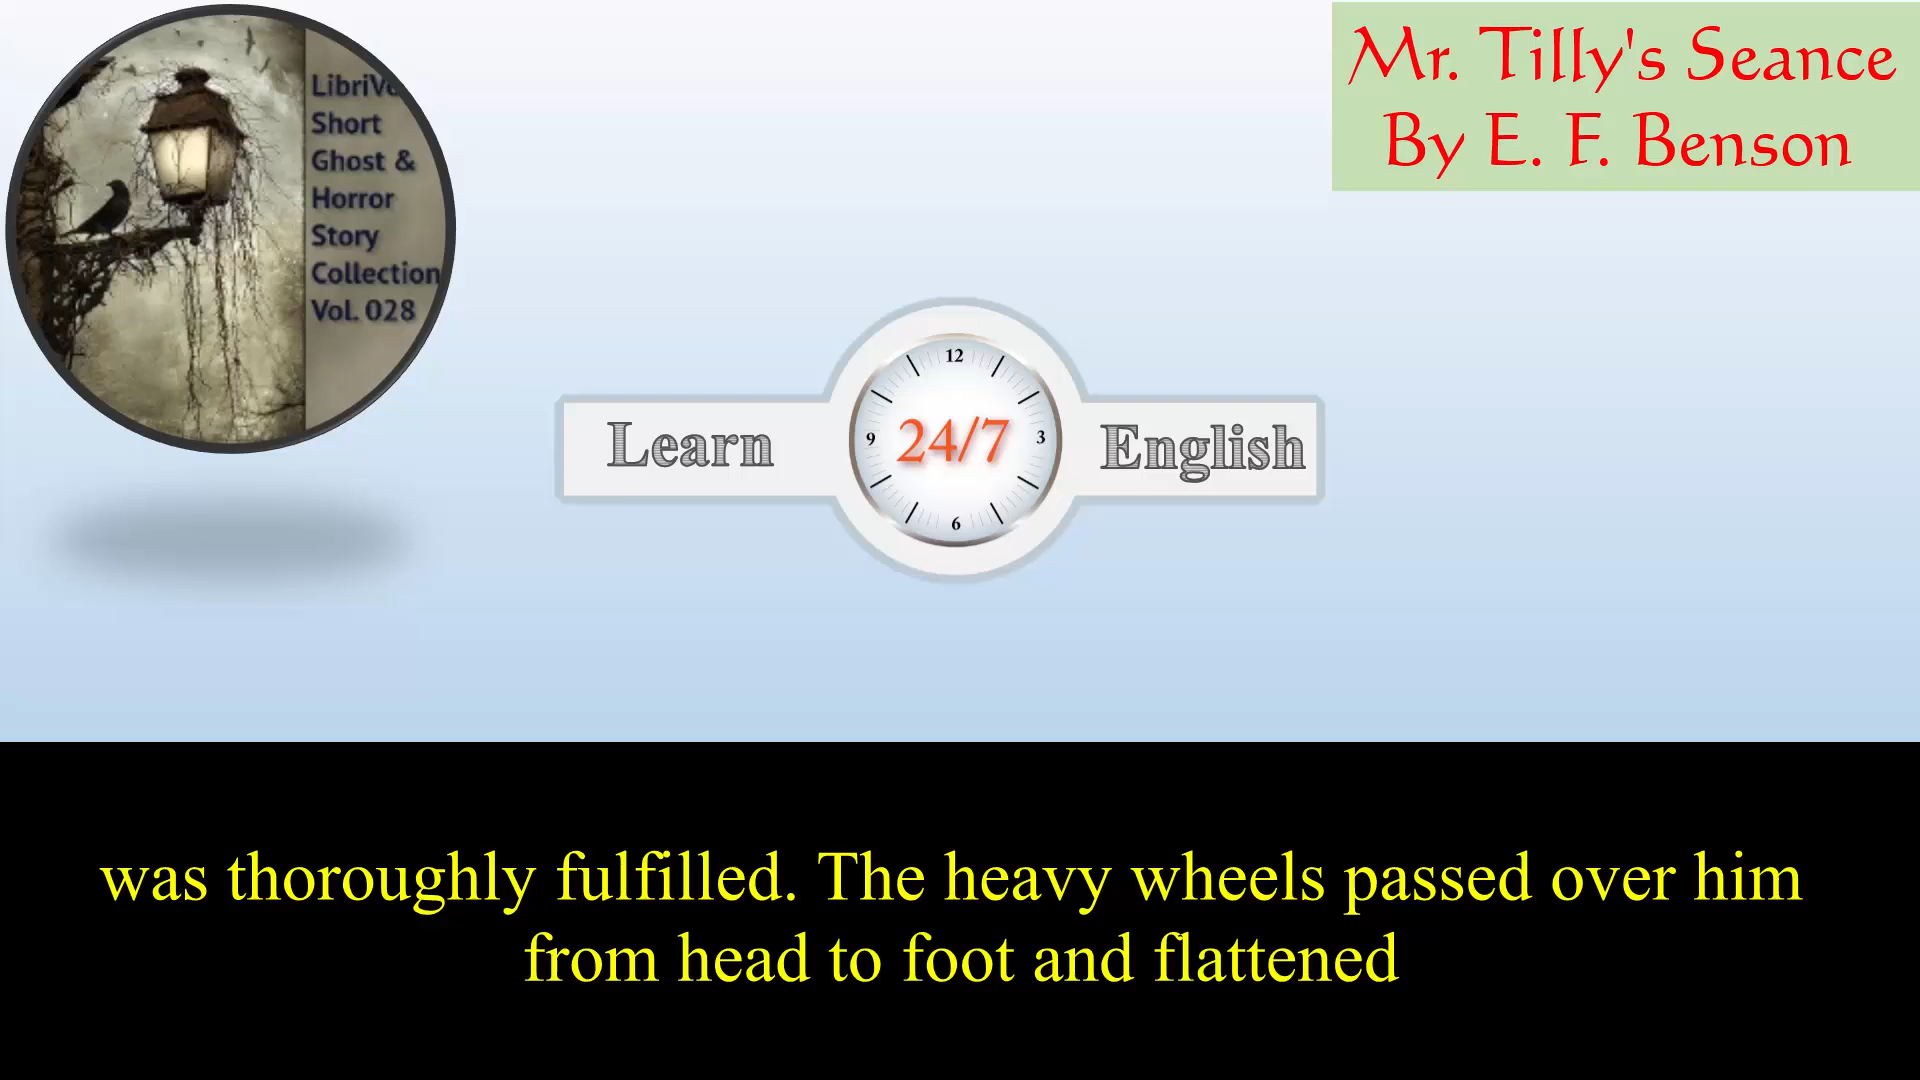 LibriVo
Short
Ghost &
Horror
Story
Collection
Vol. 028
Mr. Tilly's Seance
By E. F. Benson
Learn
24/7
English
12
3
6
9
was thoroughly fulfilled. The heavy wheels passed over him
from head to foot and flattened